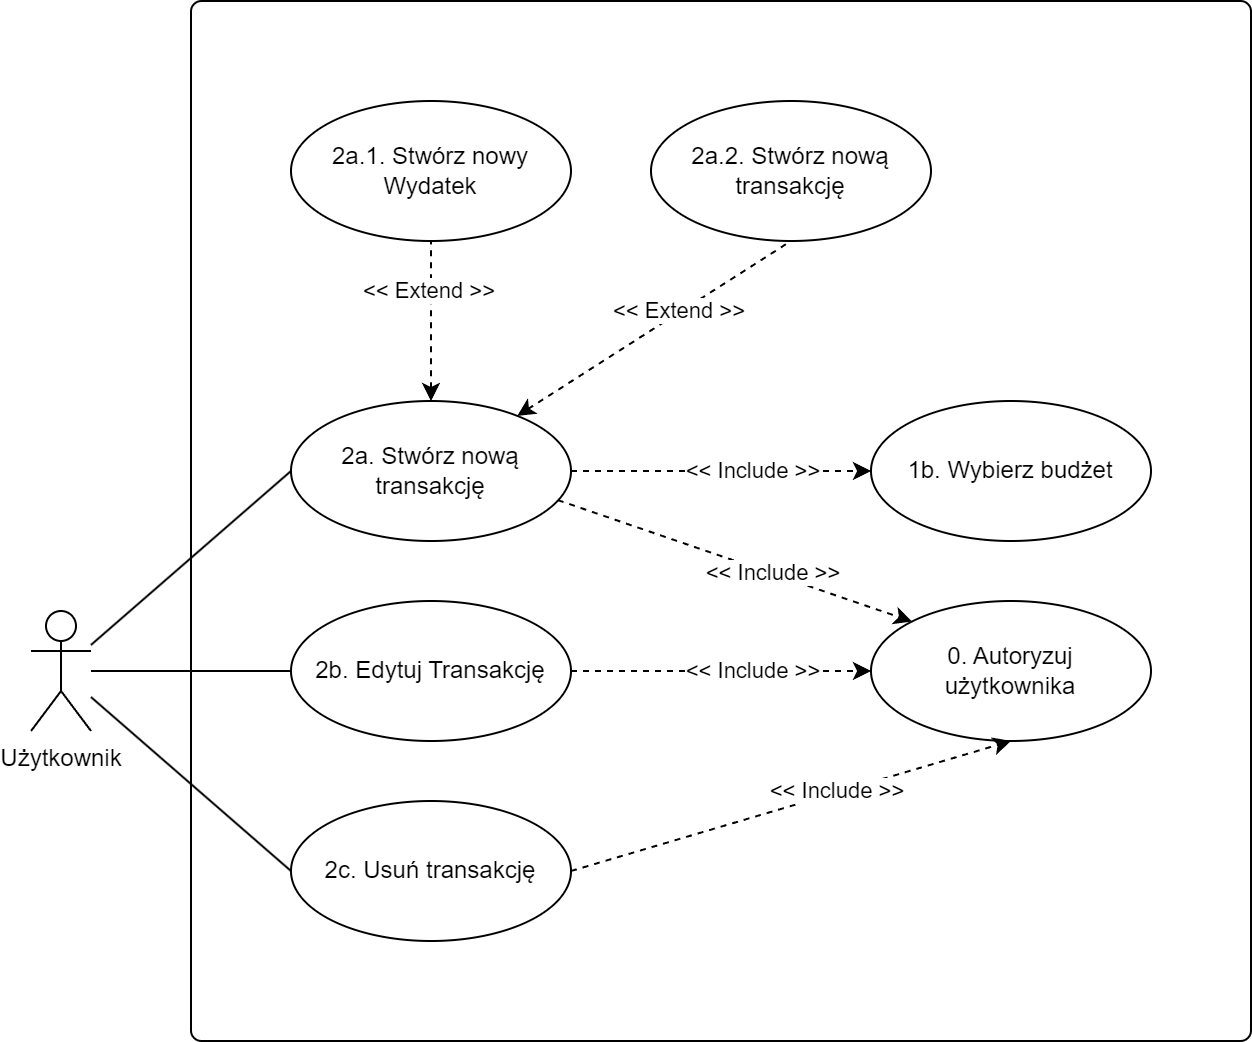 2a.1. Stwórz nowy
Wydatek
2a.2. Stwórz nową
transakcję
<< Extend >>
<< Extend >>
2a. Stwórz nową
transakcję
<< Include >>
1b. Wybierz budżet
<< Include >>
Użytkownik
2b. Edytuj Transakcję
<< Include >>
0. Autoryzuj
użytkownika
<< Include >>
2c. Usuń transakcję